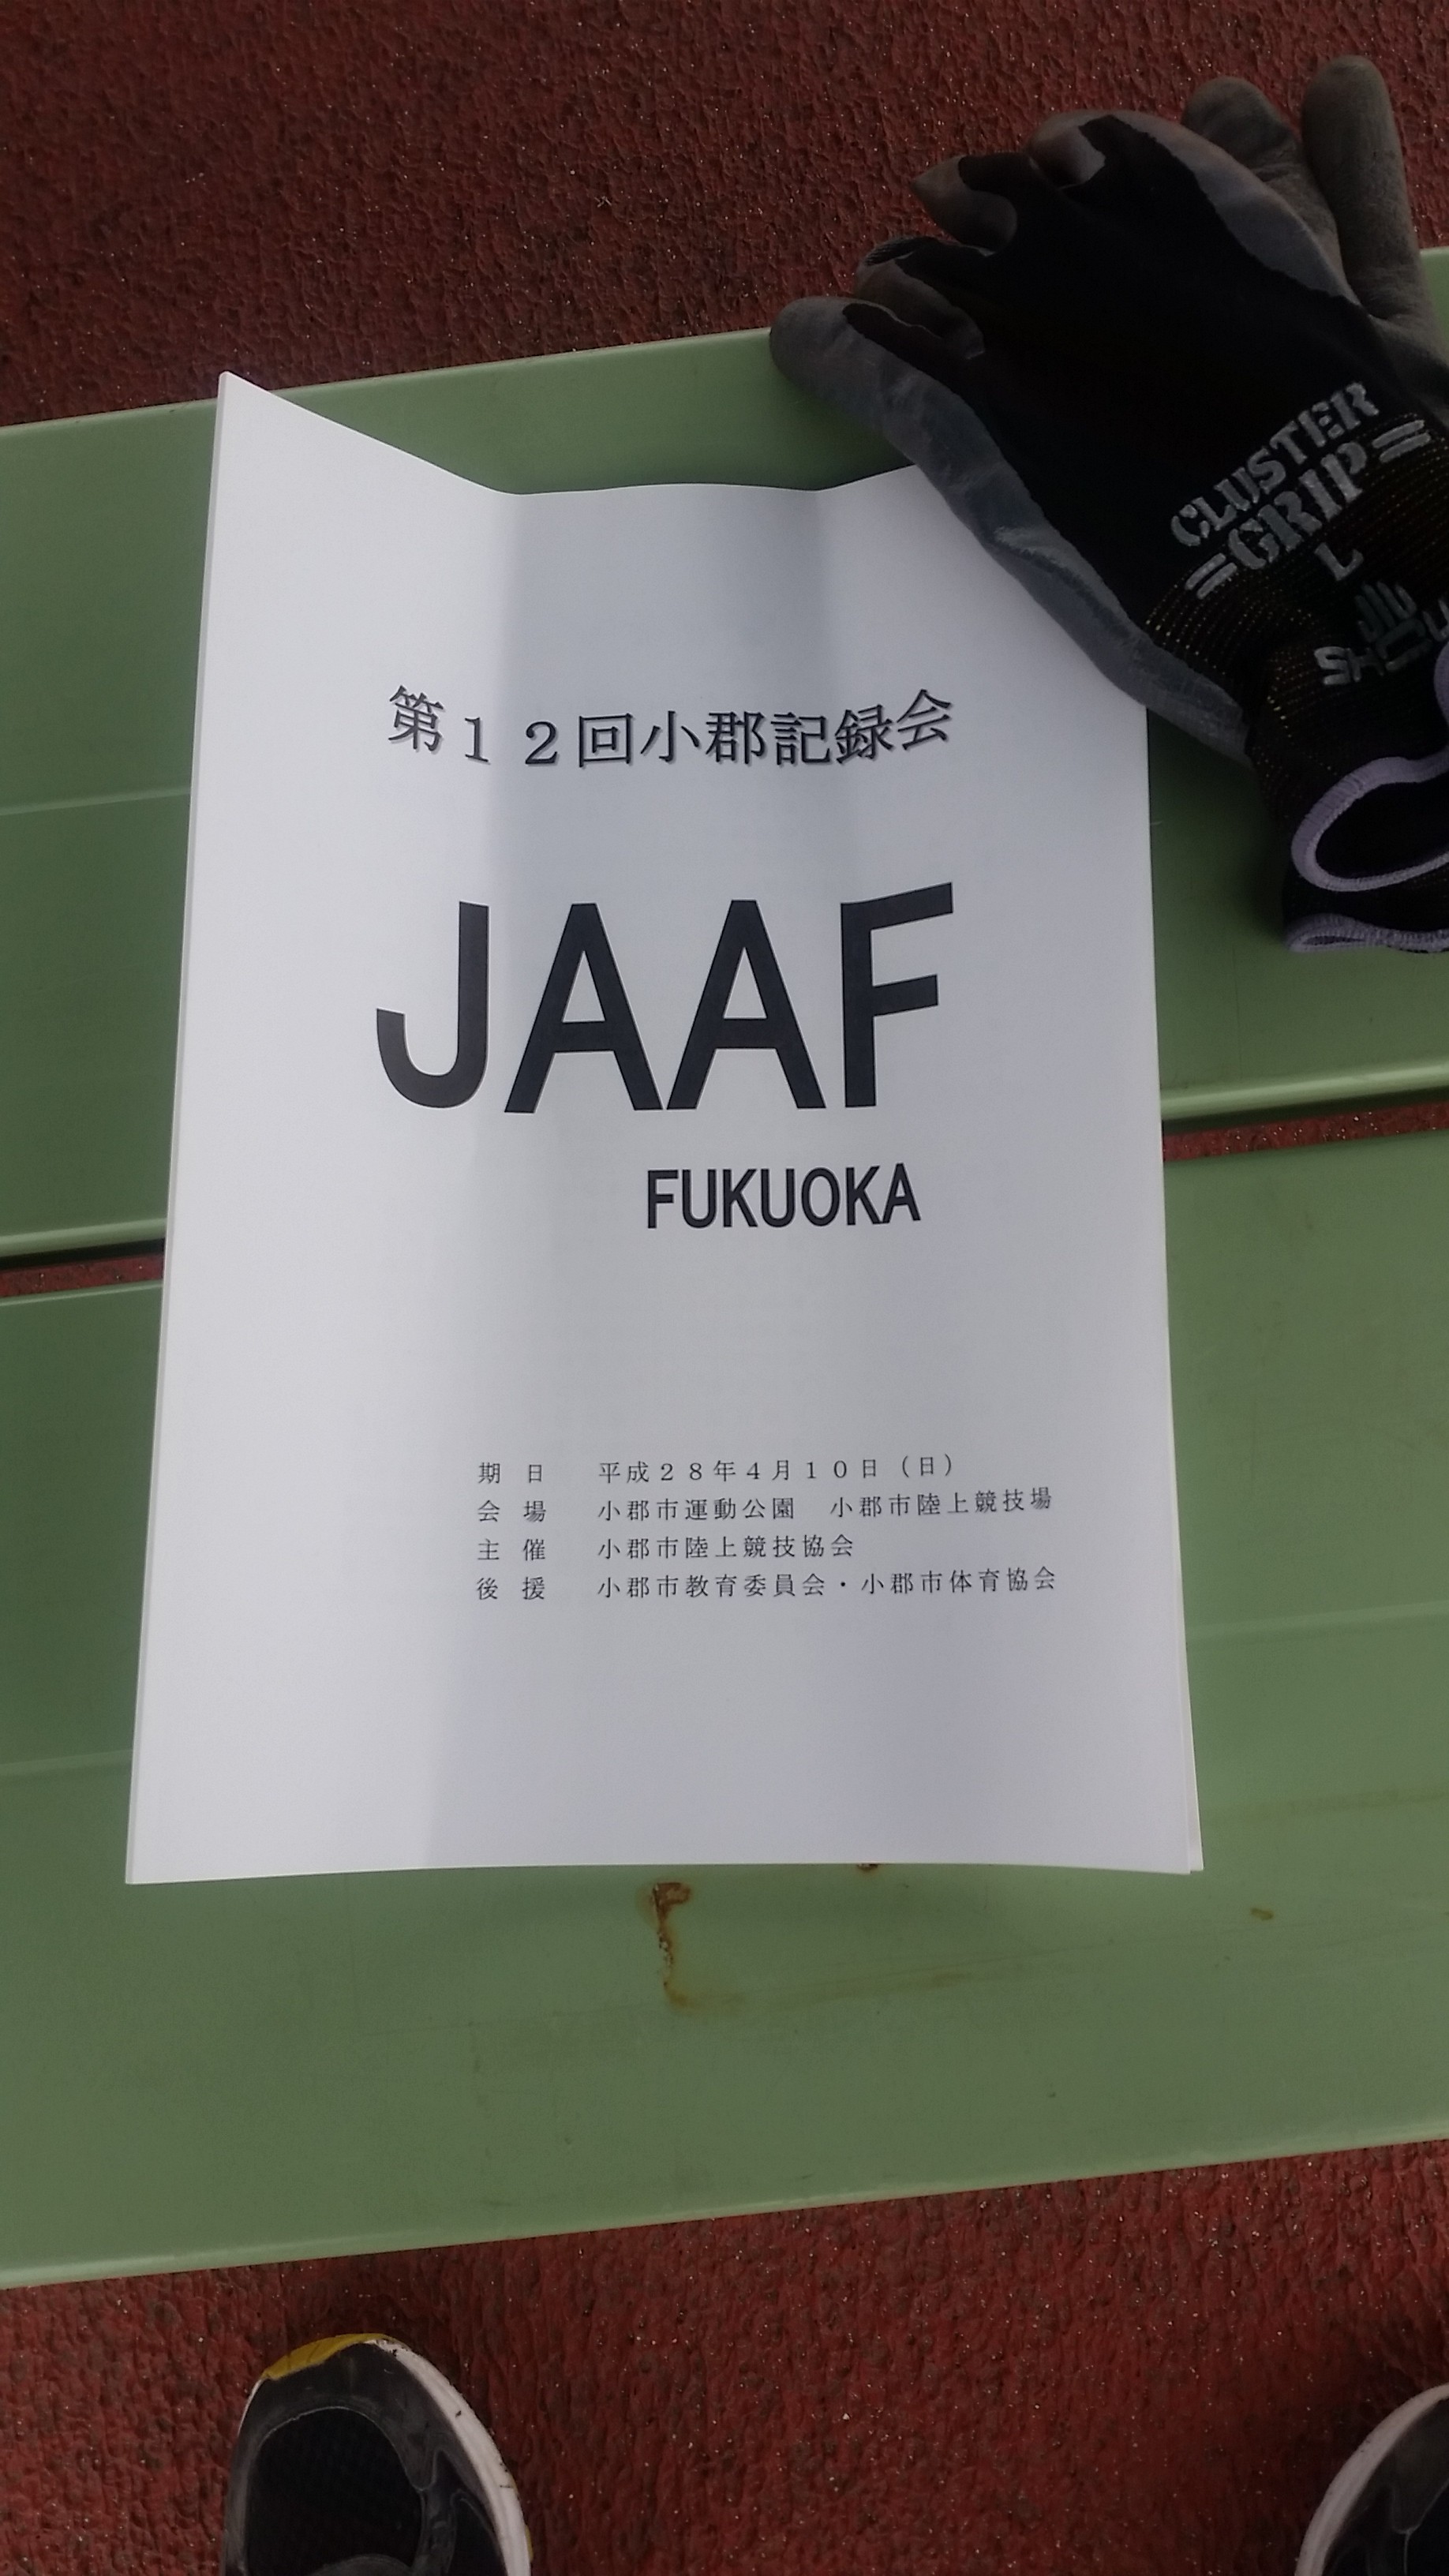 CLUSTER
GRIP
L
第１２回小郡記録会
JAAF
FUKUOKA
期 日 平成２８年４月１０日（日）
会 場 小郡市運動公園 小郡市陸上競技場
主 催 小郡市陸上競技協会
後 援 小郡市教育委員会・小郡市体育協会